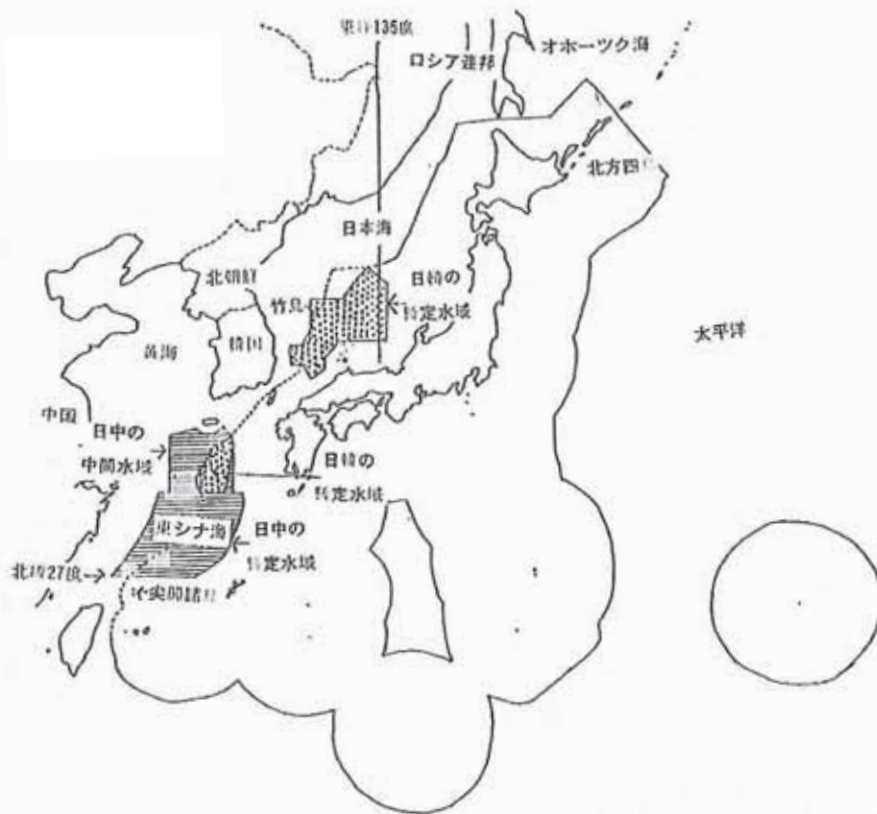 東経135度
オホーツク海
ロシア連邦
北方四島
日本海
北朝鮮
日韓の
暫定水域
竹島
太平洋
黄海
韓国
中国
日中の
中間水域
日韓の
暫定水域
東シナ海
日中の
暫定水域
北緯27度
尖閣諸島